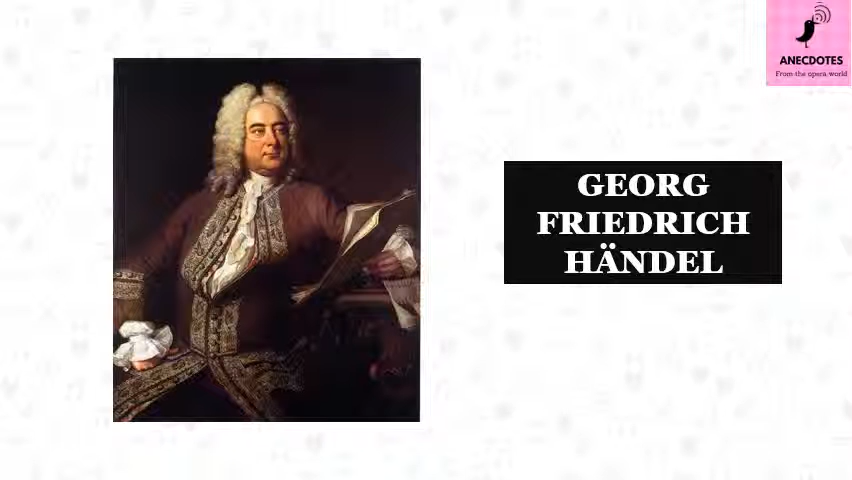 ANECDOTES
From the opera world
GEORG
FRIEDRICH
HÄNDEL